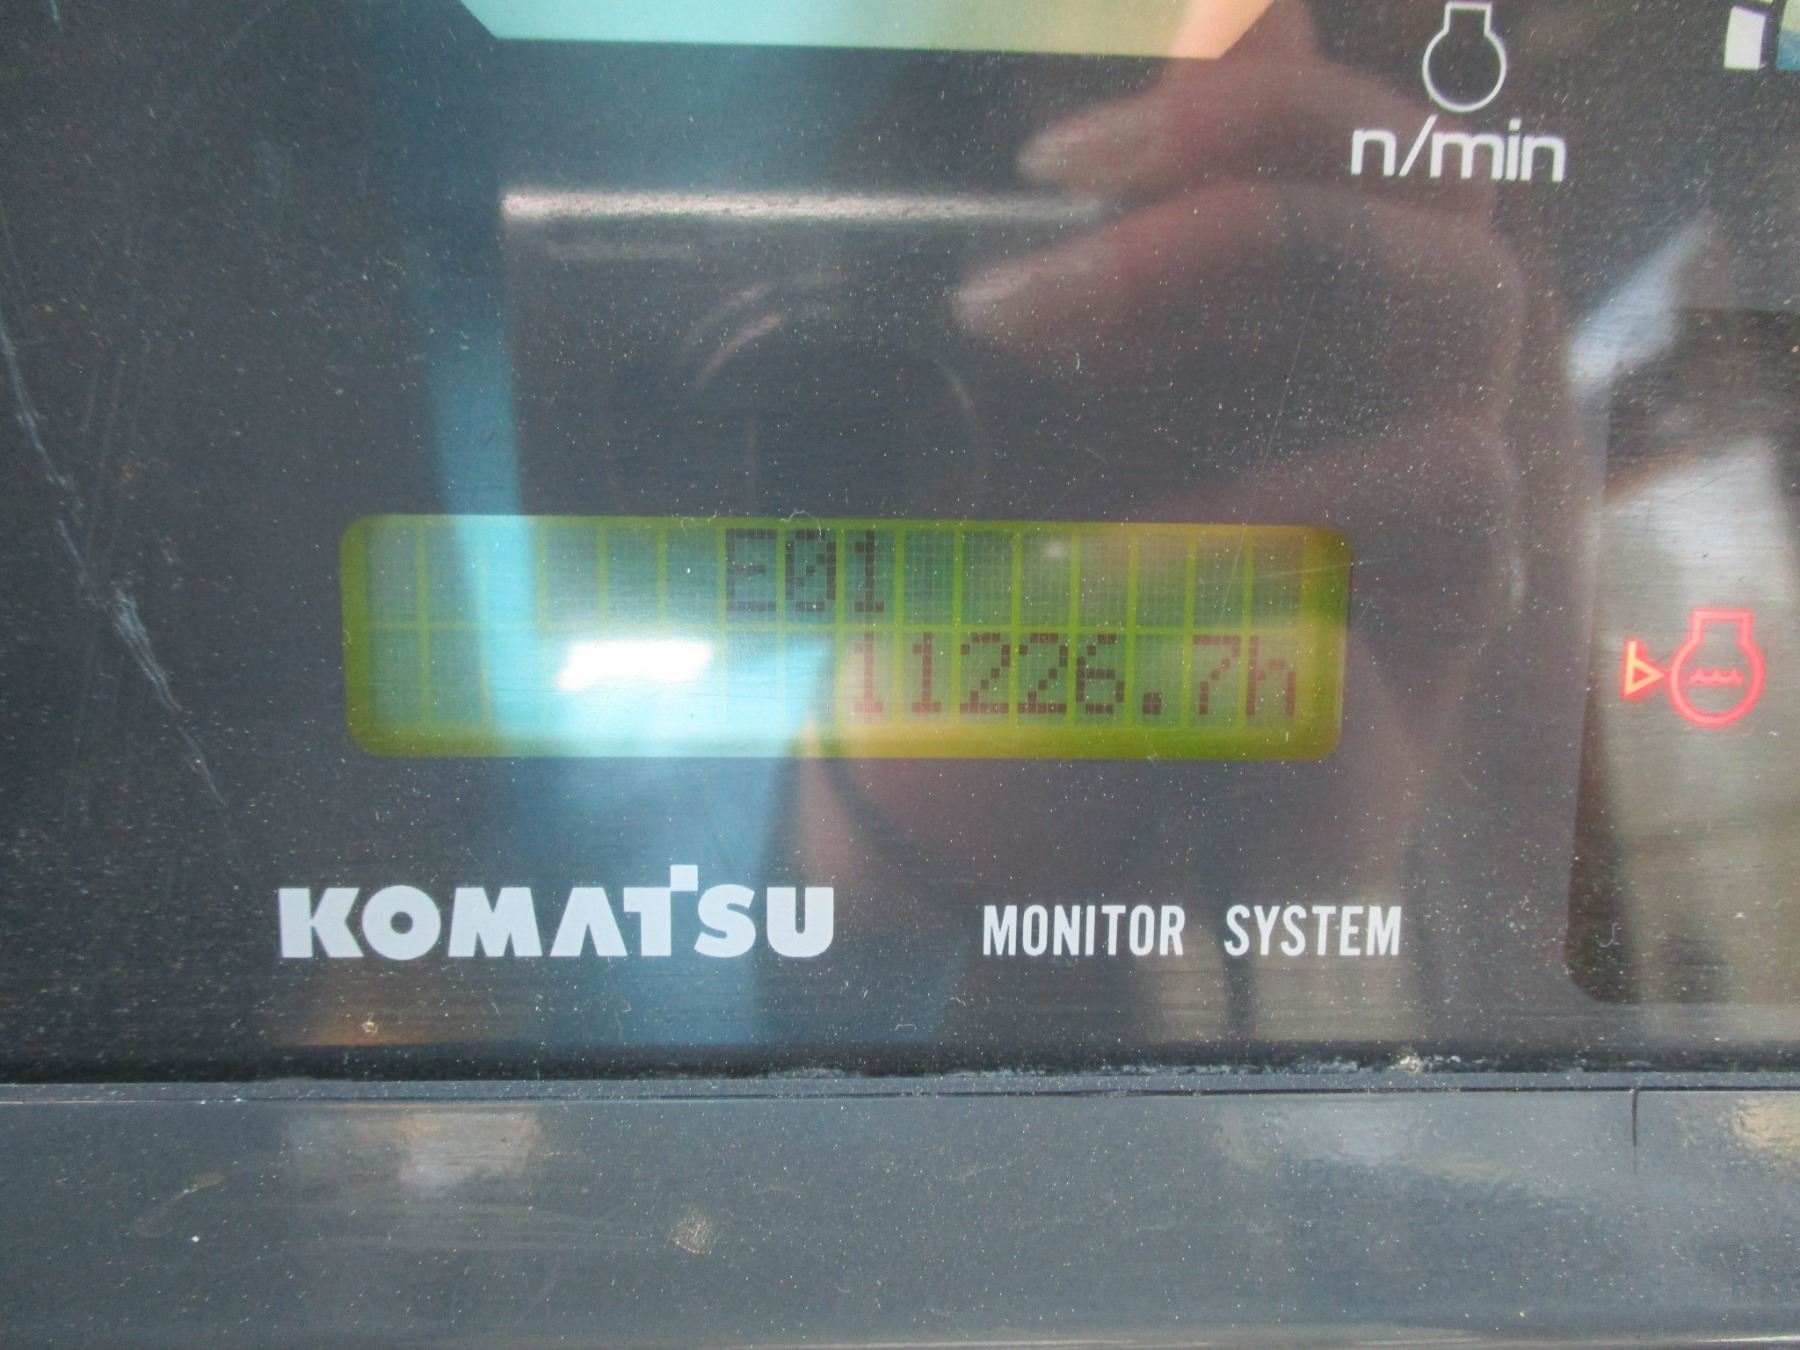 n/min
E01
11226.7h
KOMATSU
MONITOR SYSTEM